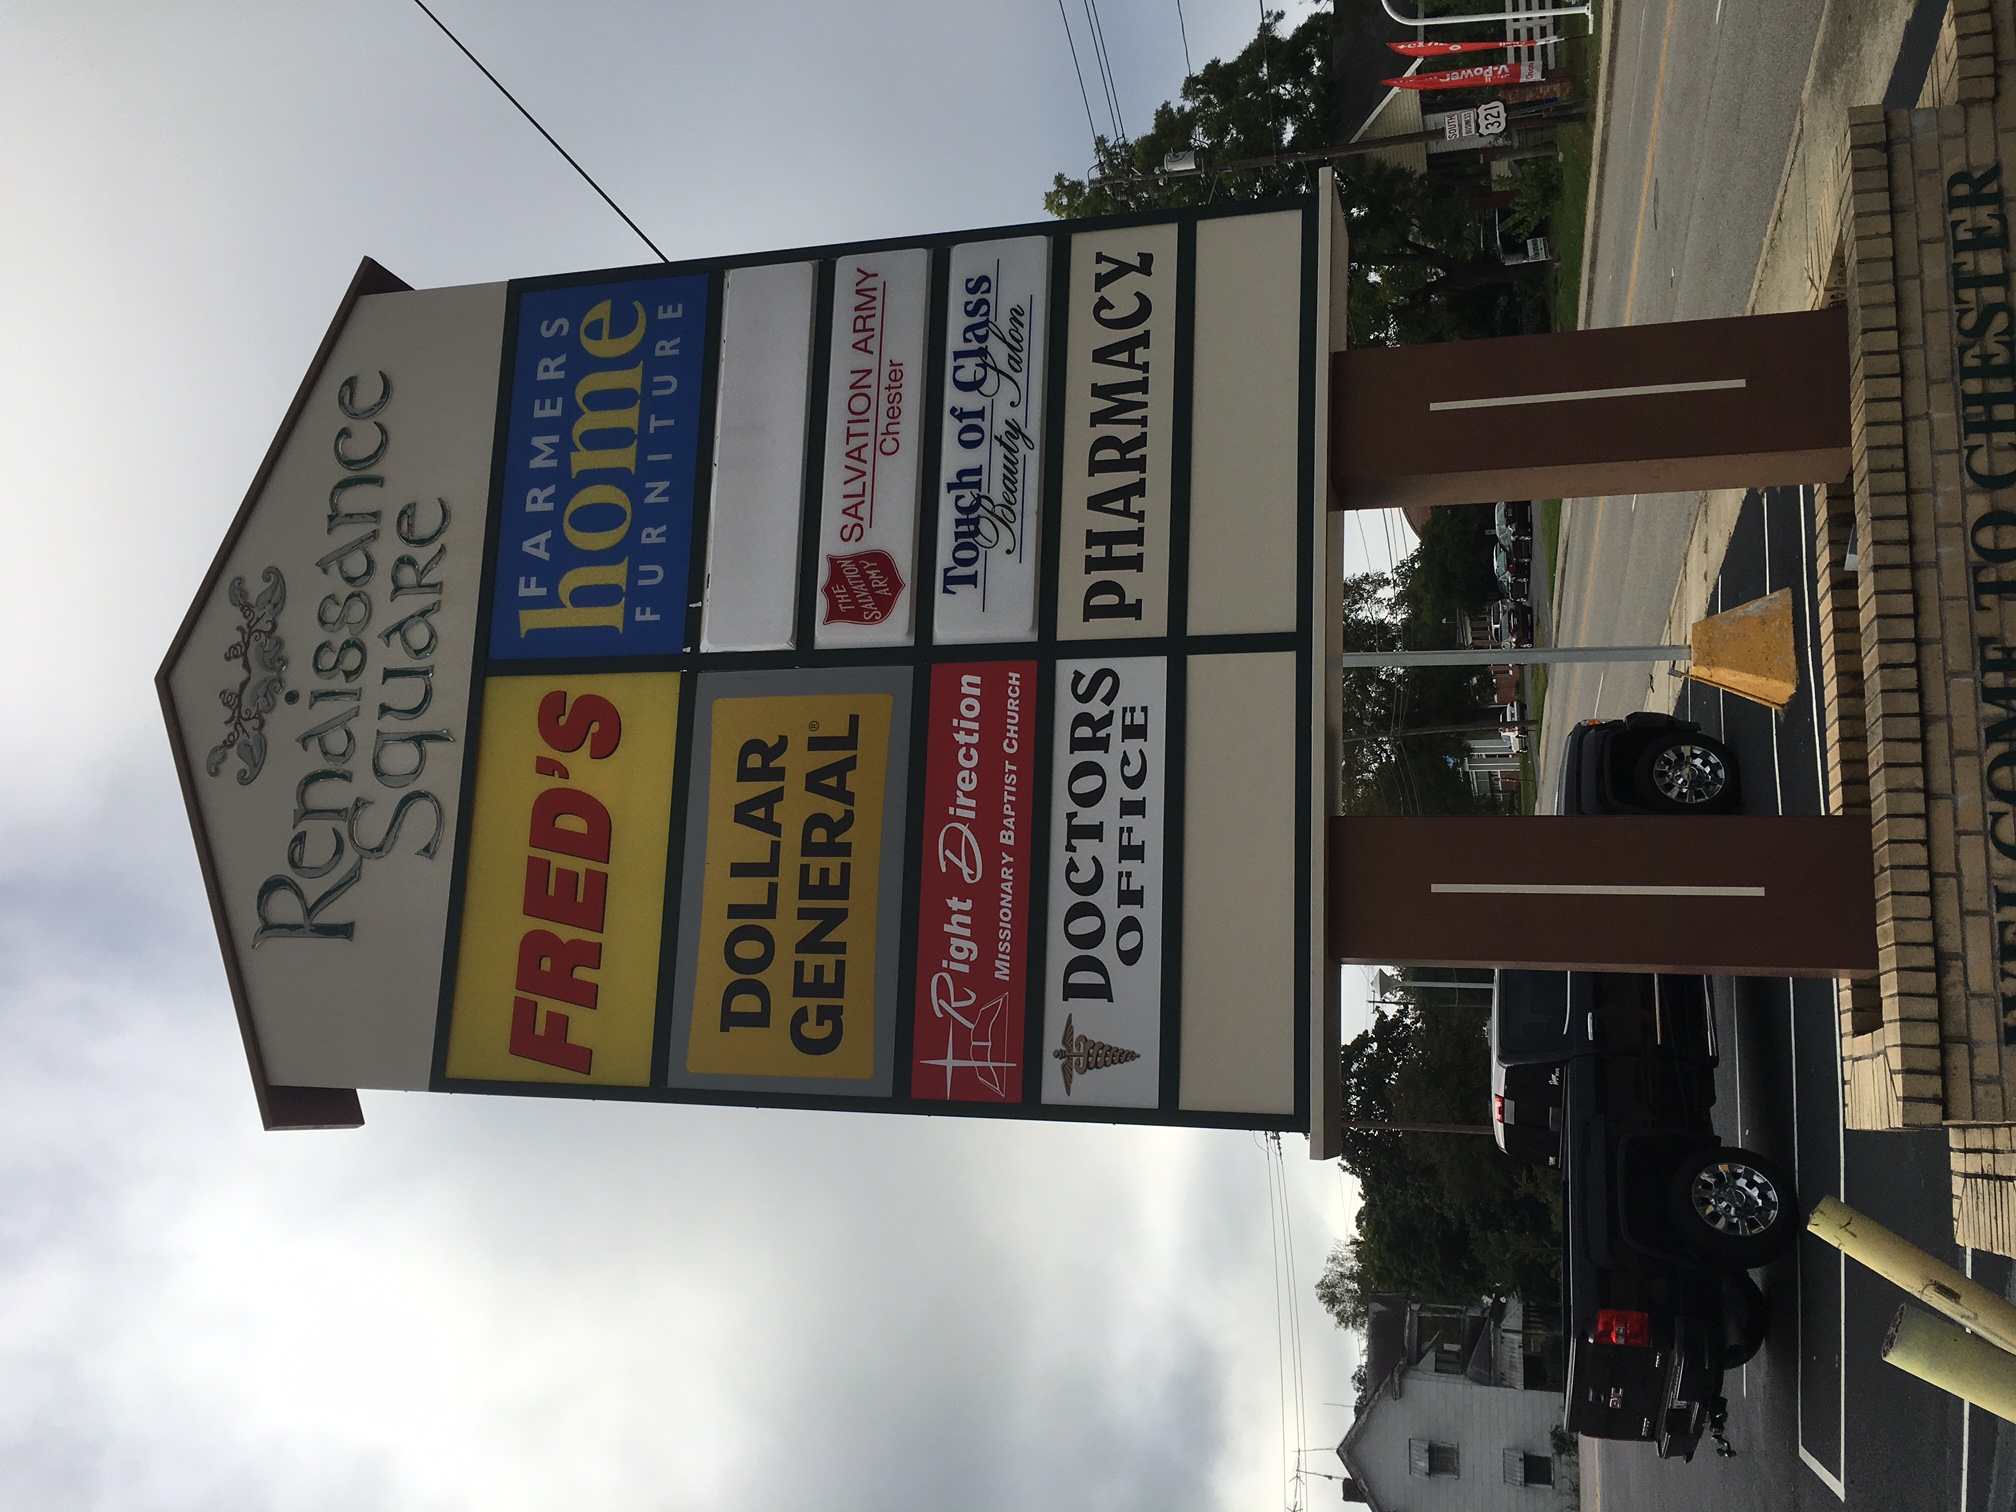 Renaissance
Square
FRED'S
FARMERS
home
FURNITURE
DOLLAR
GENERAL®
THE
SALVATION
ARMY
SALVATION ARMY
Chester
Right Direction
MISSIONARY BAPTIST CHURCH
Touch of Class
Beauty Salon
DOCTORS
OFFICE
PHARMACY
SOUTH
BUSINESS
321
V-Power
WELCOME TO CHESTER